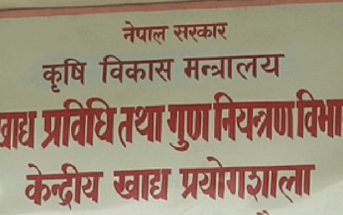 नेपाल सरकार
कृषि विकास मन्त्रालय
खाद्य प्रविधि तथा गुण नियन्त्रण विभा
केन्द्रीय खाद्य प्रयोगशाला